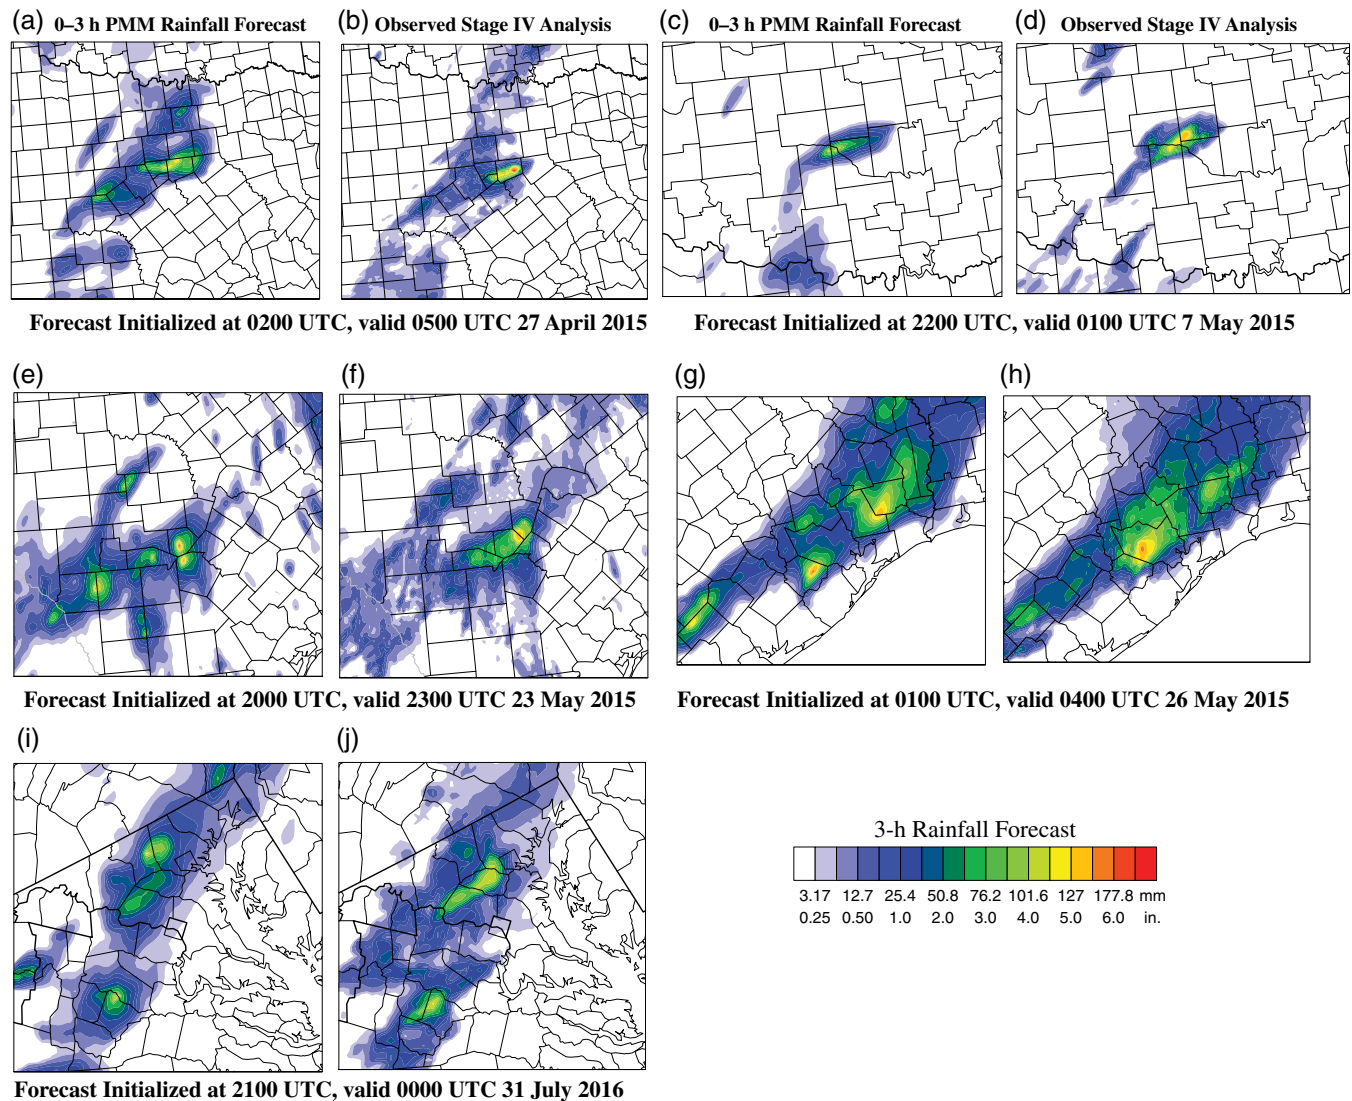 (a) 0–3 h PMM Rainfall Forecast
(b) Observed Stage IV Analysis
(c) 0–3 h PMM Rainfall Forecast
(d) Observed Stage IV Analysis
Forecast Initialized at 0200 UTC, valid 0500 UTC 27 April 2015
Forecast Initialized at 2200 UTC, valid 0100 UTC 7 May 2015
(e)
(f)
(g)
(h)
Forecast Initialized at 2000 UTC, valid 2300 UTC 23 May 2015
Forecast Initialized at 0100 UTC, valid 0400 UTC 26 May 2015
(i)
(j)
3-h Rainfall Forecast
3.17 12.7 25.4 50.8 76.2 101.6 127 177.8 mm
0.25 0.50 1.0 2.0 3.0 4.0 5.0 6.0 in.
Forecast Initialized at 2100 UTC, valid 0000 UTC 31 July 2016